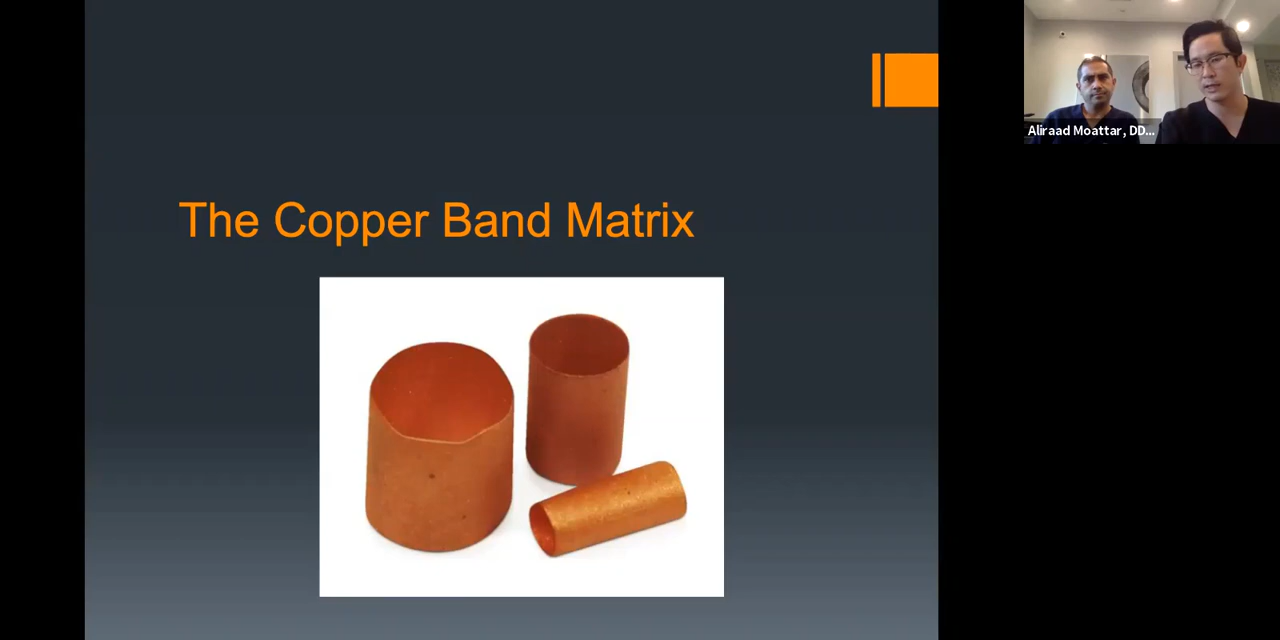 The Copper Band Matrix
Aliraad Moattar, DD...